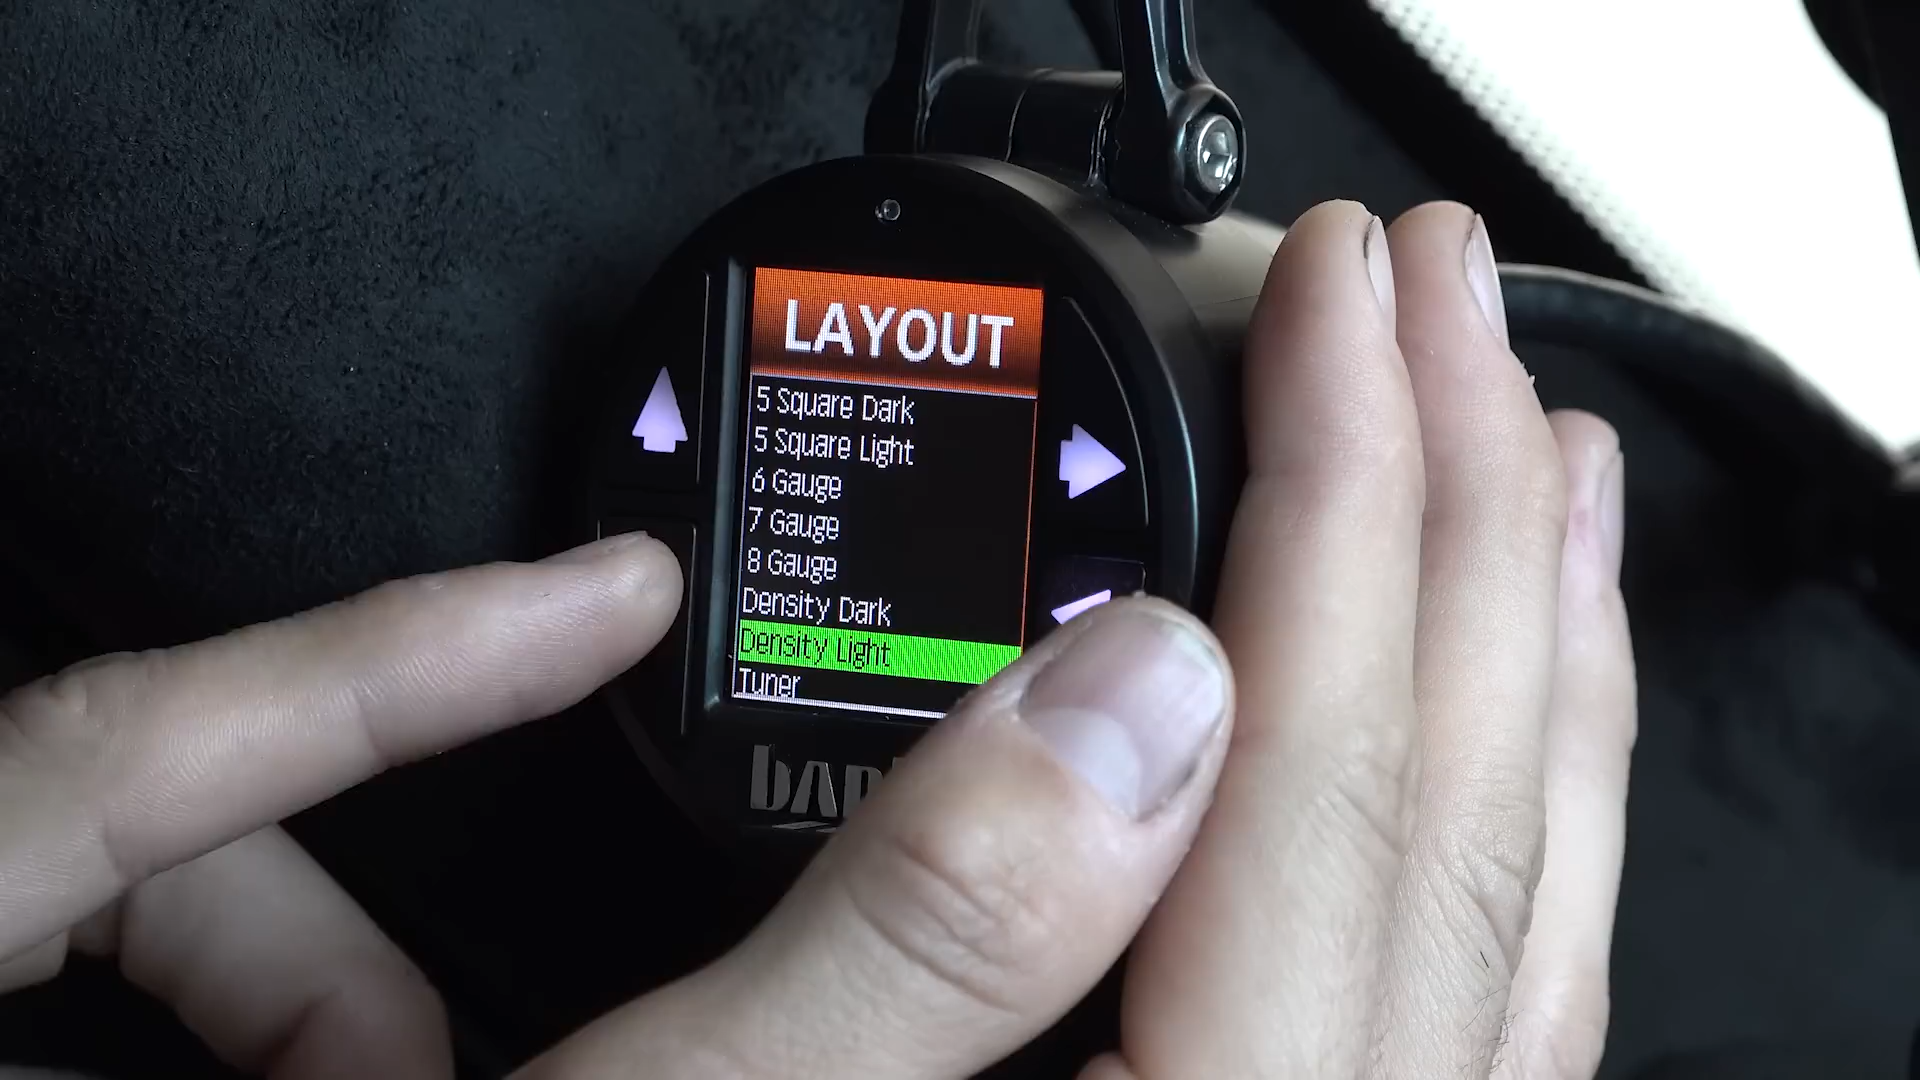 LAYOUT
5 Square Dark
5 Square Light
6 Gauge
7 Gauge
8 Gauge
Density Dark
Density Light
Tuner